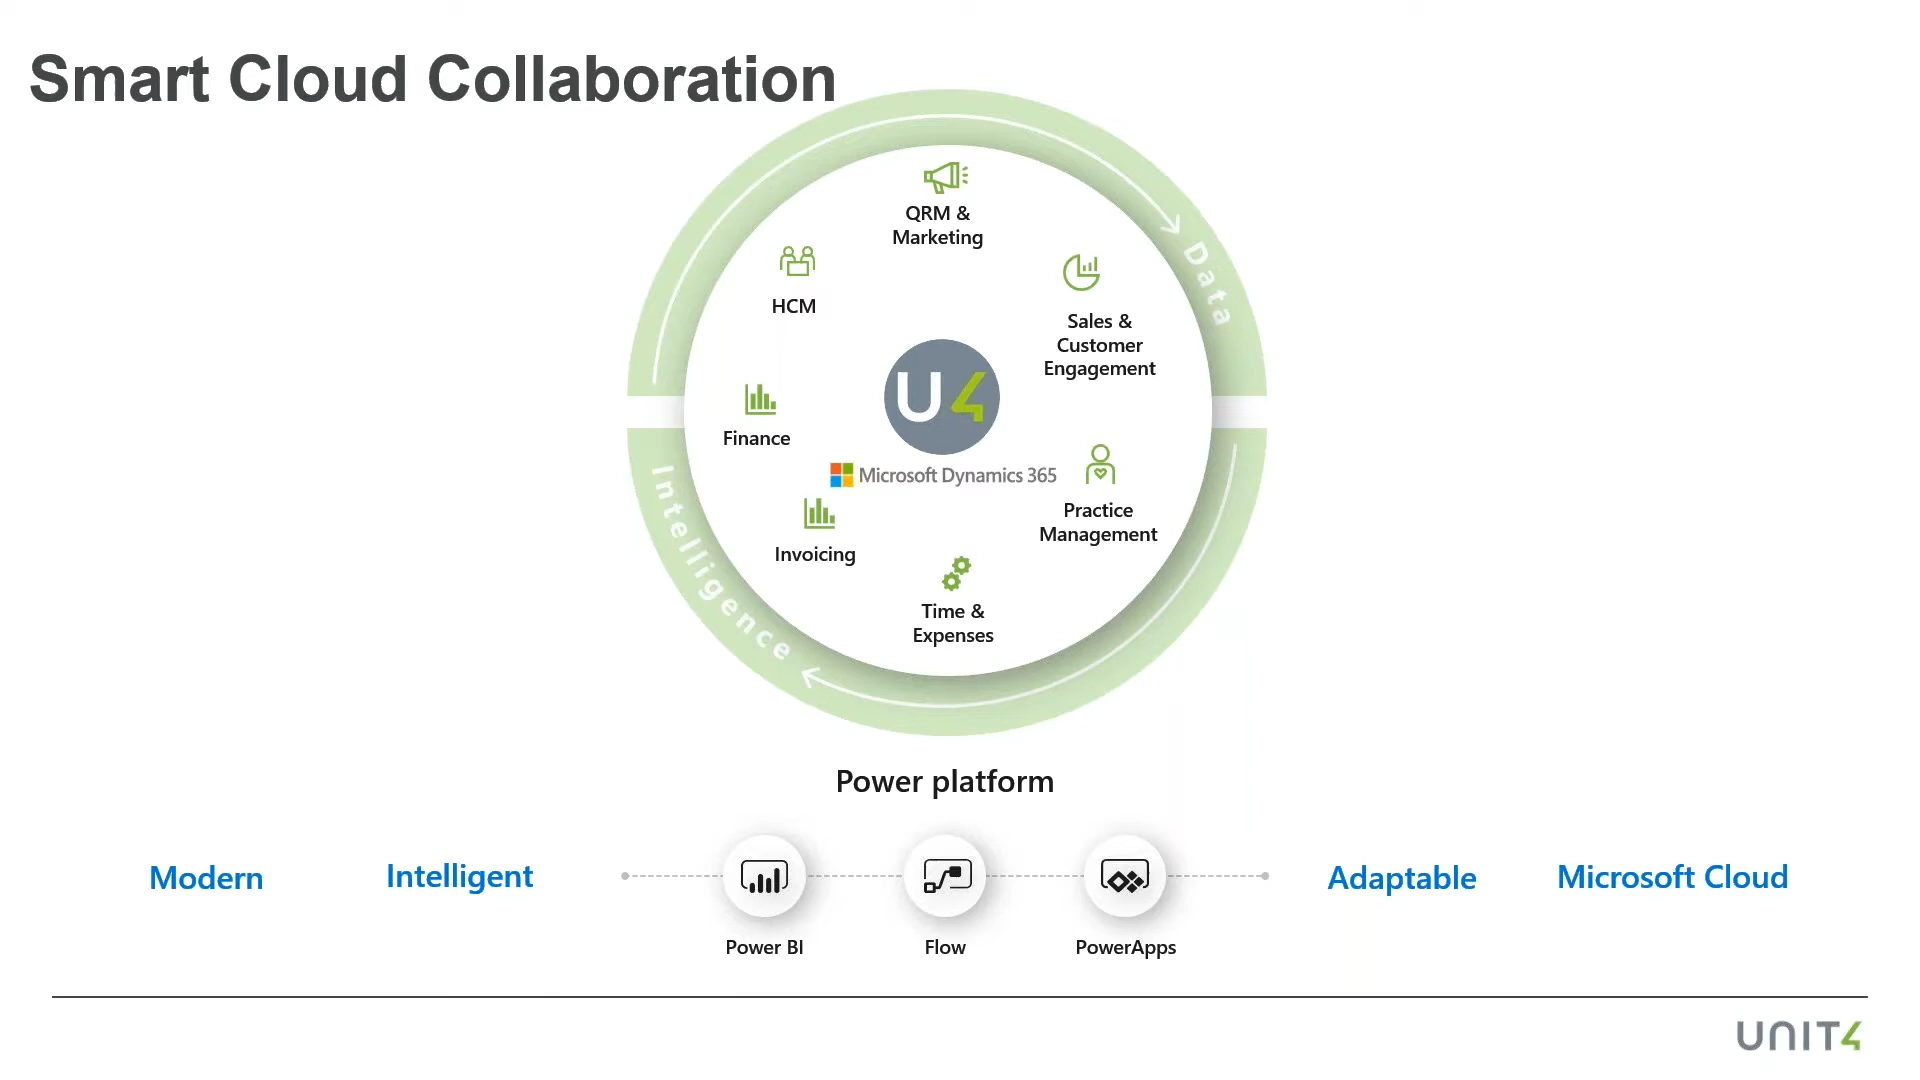 Smart Cloud Collaboration
QRM &
Marketing
HCM
Data
Sales &
Customer
Engagement
U4
Finance
Microsoft Dynamics 365
Intelligence
Practice
Management
Invoicing
Time &
Expenses
Power platform
Modern
Intelligent
Adaptable
Microsoft Cloud
Power BI
Flow
PowerApps
UNIT4